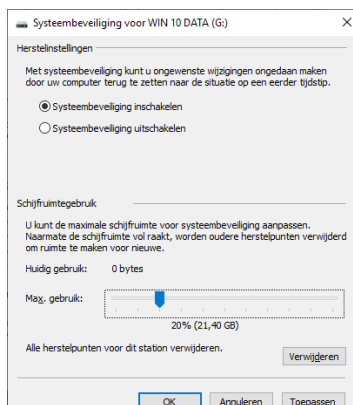 Systeembeveiliging voor WIN 10 DATA (G:)
Herstelinstellingen
Met systeembeveiliging kunt u ongewenste wijzigingen ongedaan maken
door uw computer terug te zetten naar de situatie op een eerder tijdstip.
Systeembeveiliging inschakelen
Systeembeveiliging uitschakelen
Schijfruimtegebruik
U kunt de maximale schijfruimte voor systeembeveiliging aanpassen.
Naarmate de schijfruimte vol raakt, worden oudere herstelpunten verwijderd
om ruimte te maken voor nieuwe.
Huidig gebruik: 0 bytes
Max. gebruik:
20% (21,40 GB)
Alle herstelpunten voor dit station verwijderen.
Verwijderen
OK Annuleren Toepassen